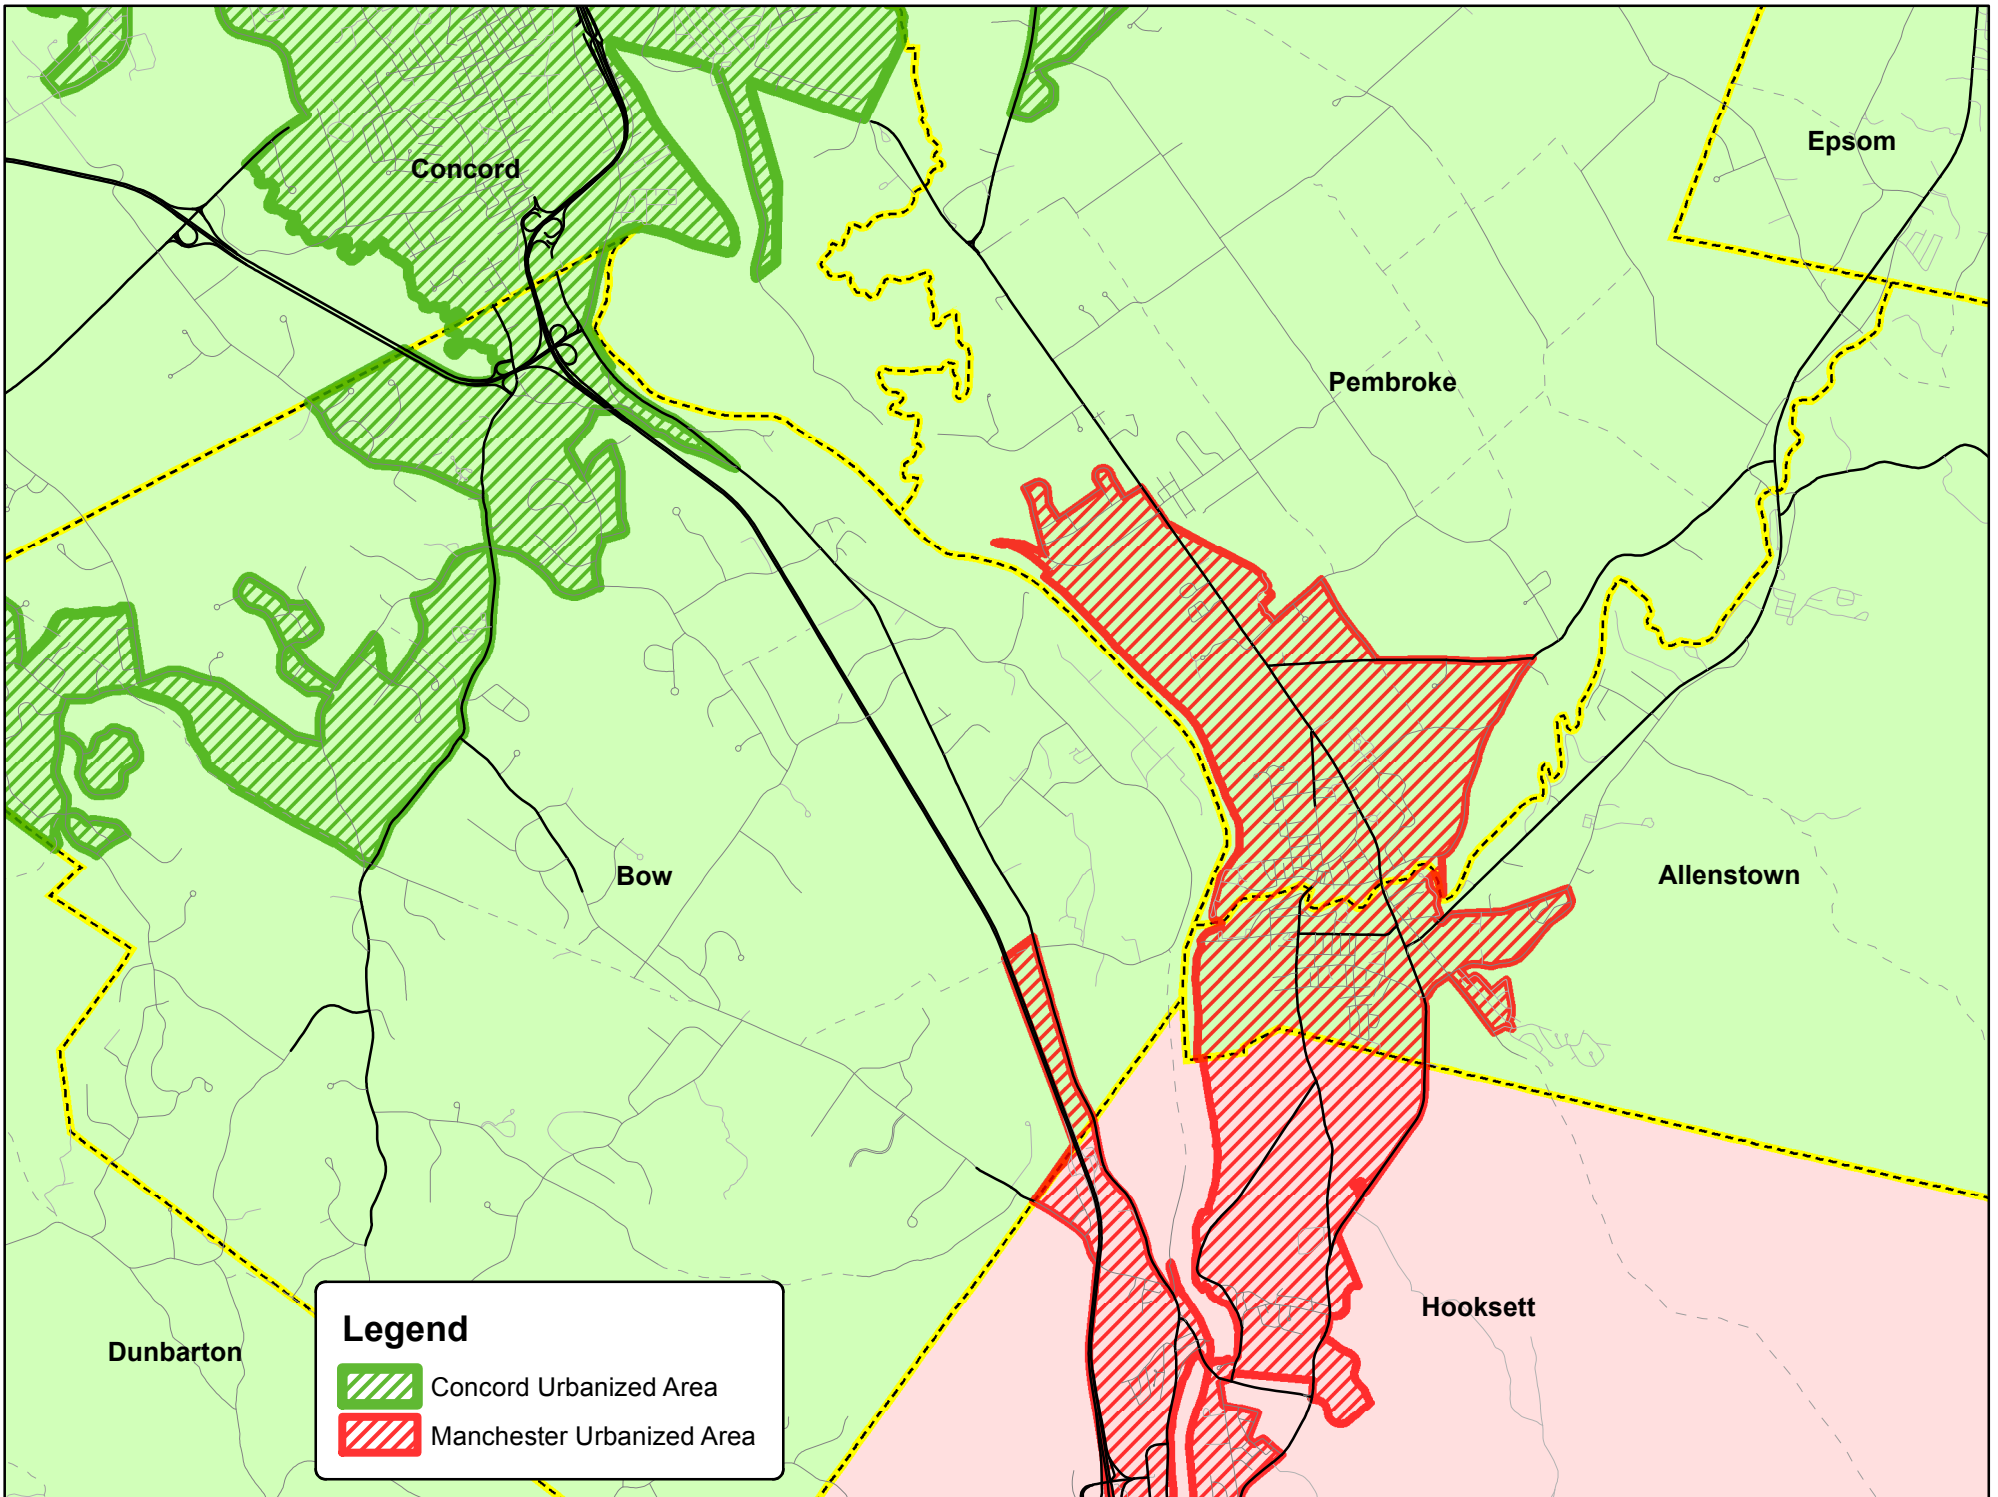 Concord
Epsom
Pembroke
Bow
Allenstown
Hooksett
Dunbarton
Legend
Concord Urbanized Area
Manchester Urbanized Area